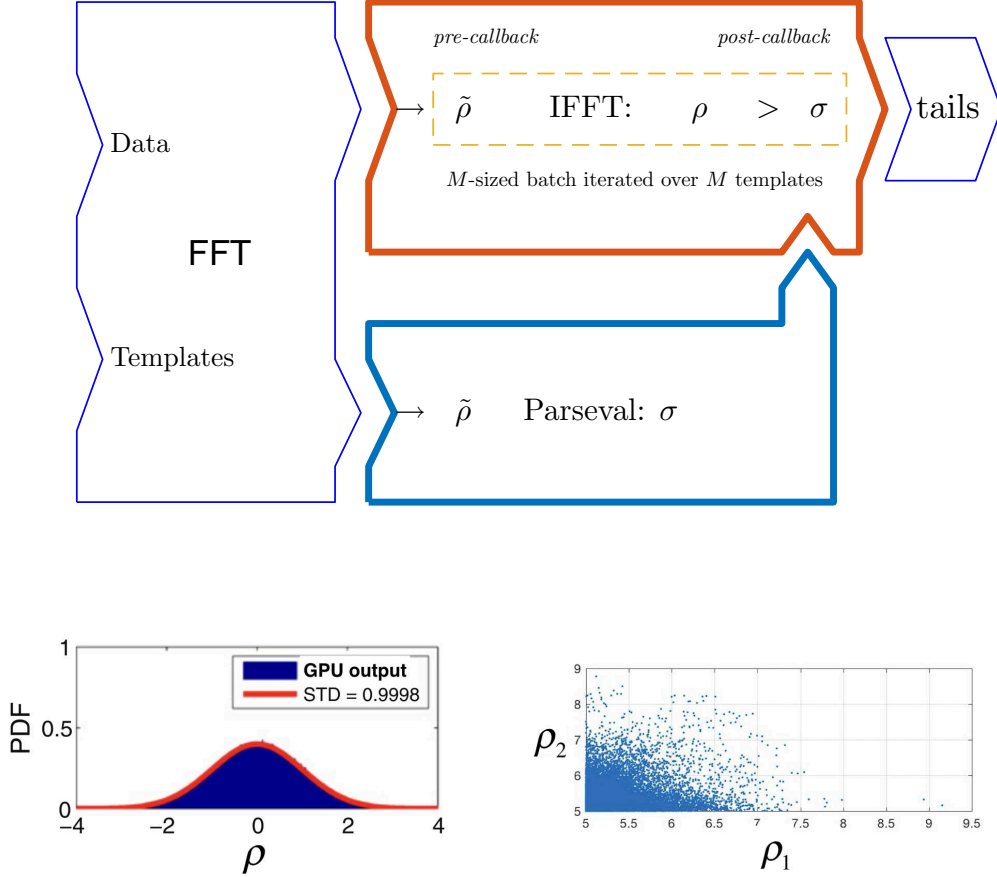 pre-callback post-callback
→ ρ̃ IFFT: ρ > σ
tails
M-sized batch iterated over M templates
Data
FFT
Templates
→ ρ̃ Parseval: σ
1
0.5
0
PDF
GPU output
STD = 0.9998
−4 −2 0 2 4
ρ
9
8
7
6
5
ρ₂
5 5.5 6 6.5 7 7.5 8 8.5 9 9.5
ρ₁